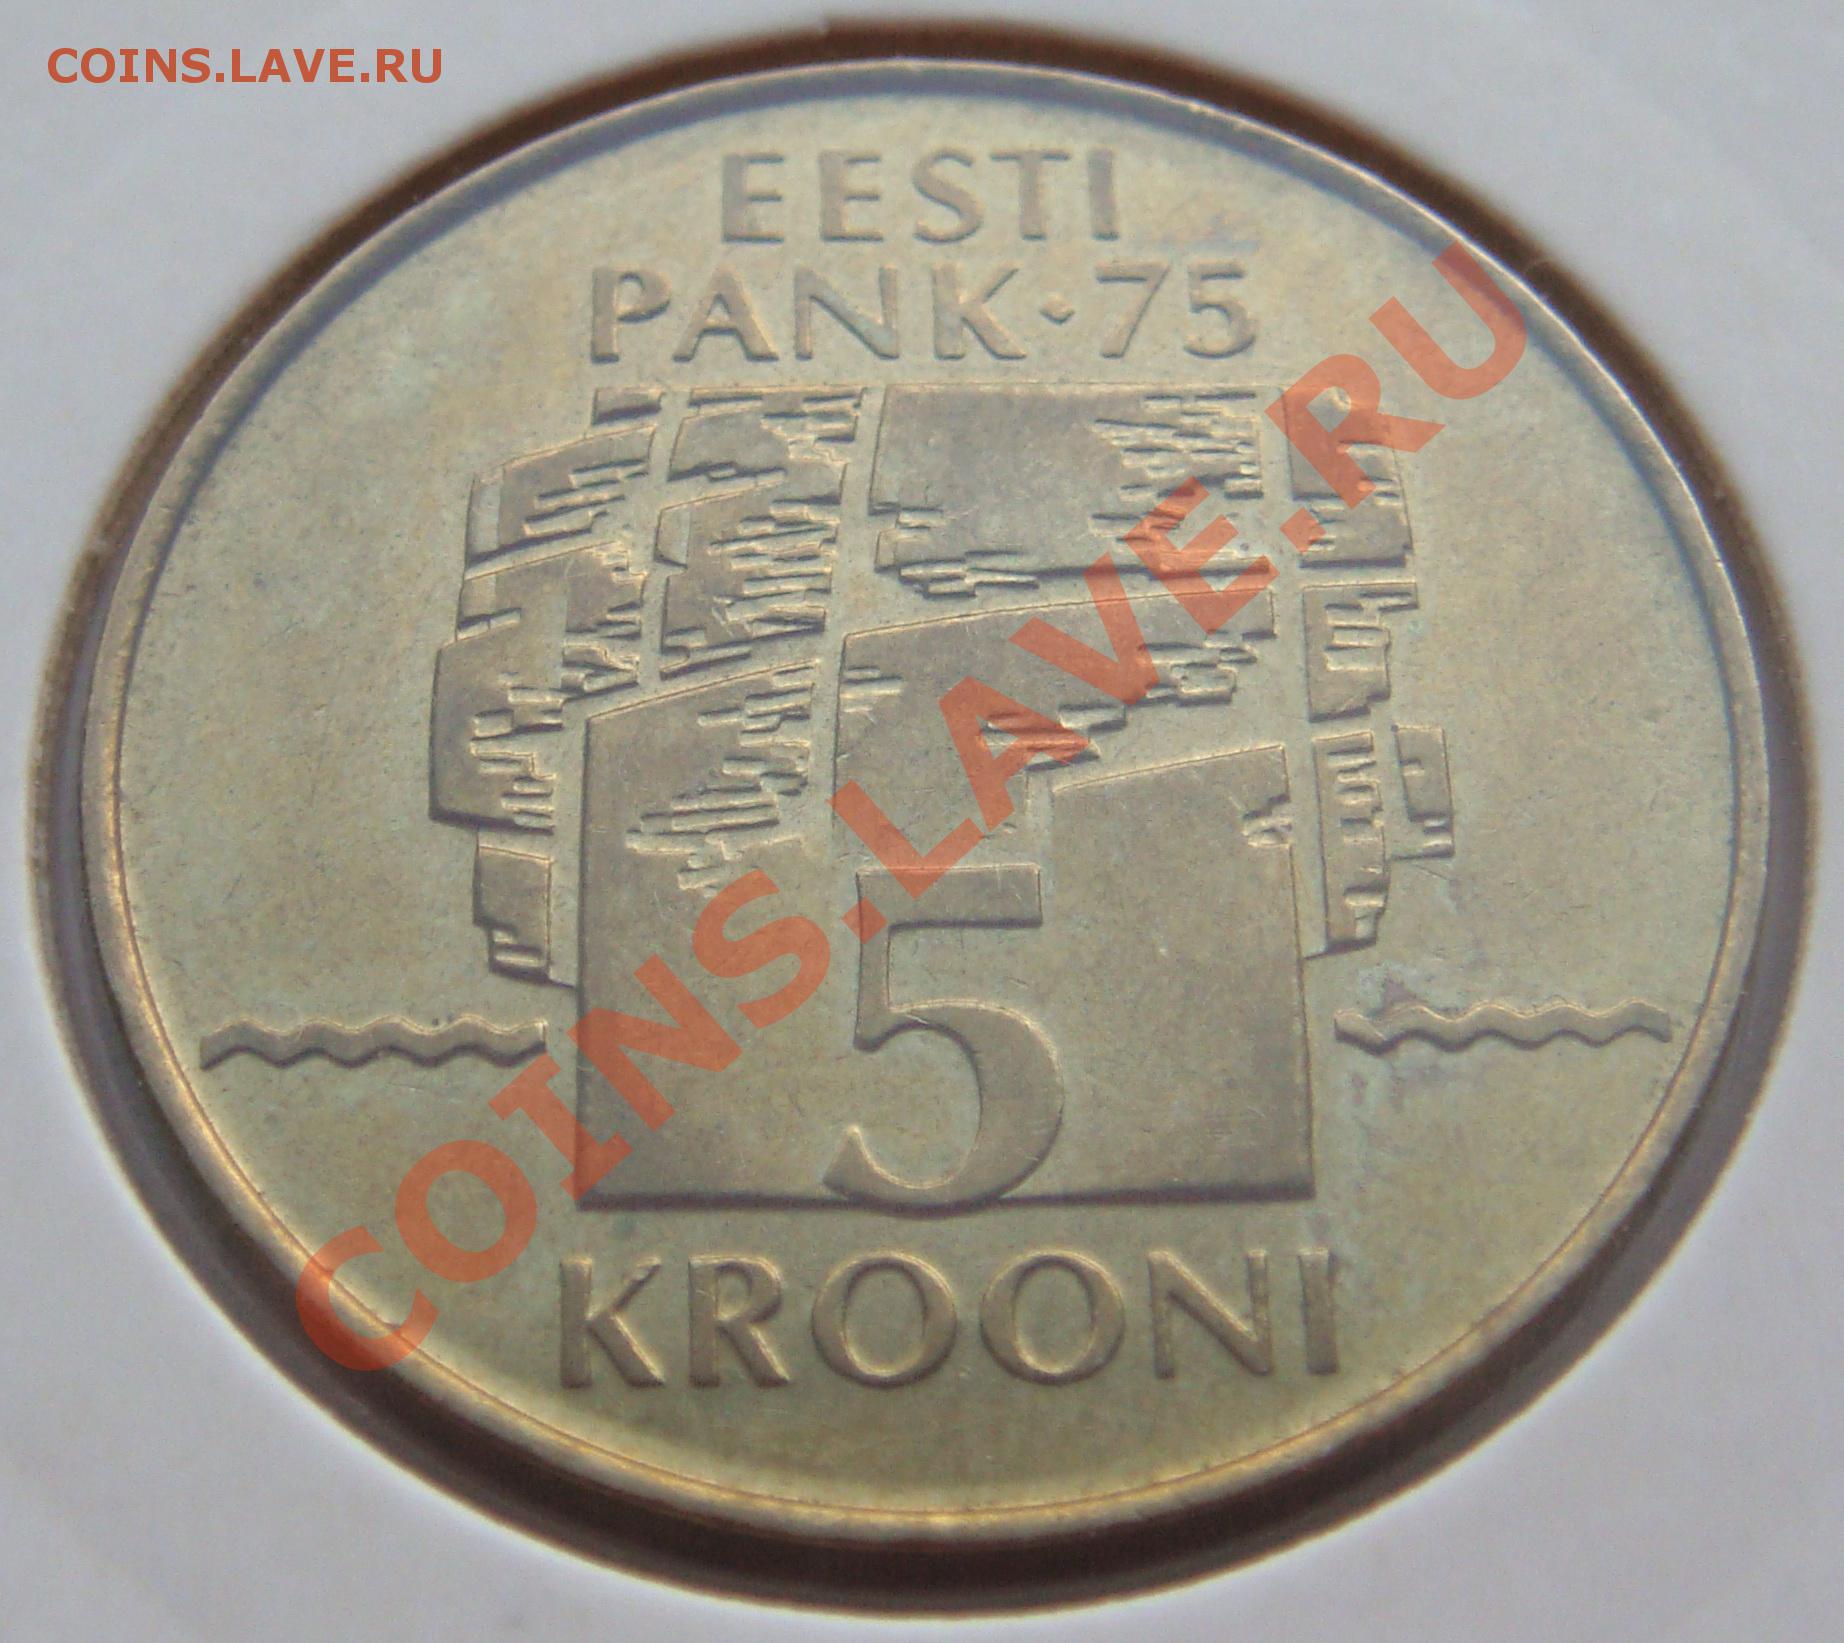 COINS.LAVE.RU
EESTI
PANK·75
COINS.LAVE.RU
5
KROONI